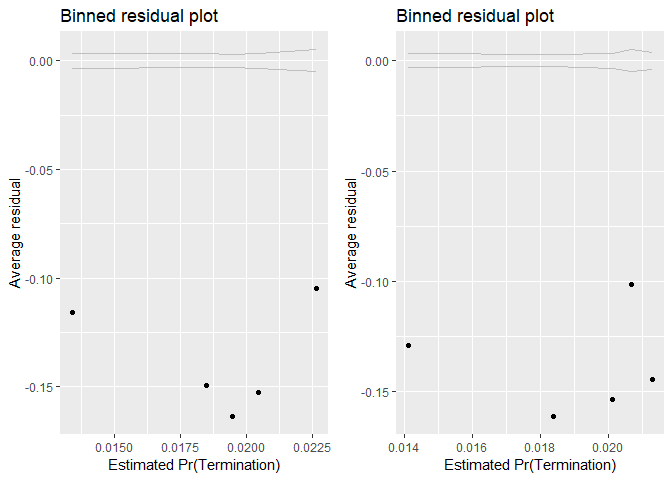 Binned residual plot
Average residual
0.00
-0.05
-0.10
-0.15
0.0150 0.0175 0.0200 0.0225
Estimated Pr(Termination)
Binned residual plot
Average residual
0.00
-0.05
-0.10
-0.15
0.014 0.016 0.018 0.020
Estimated Pr(Termination)